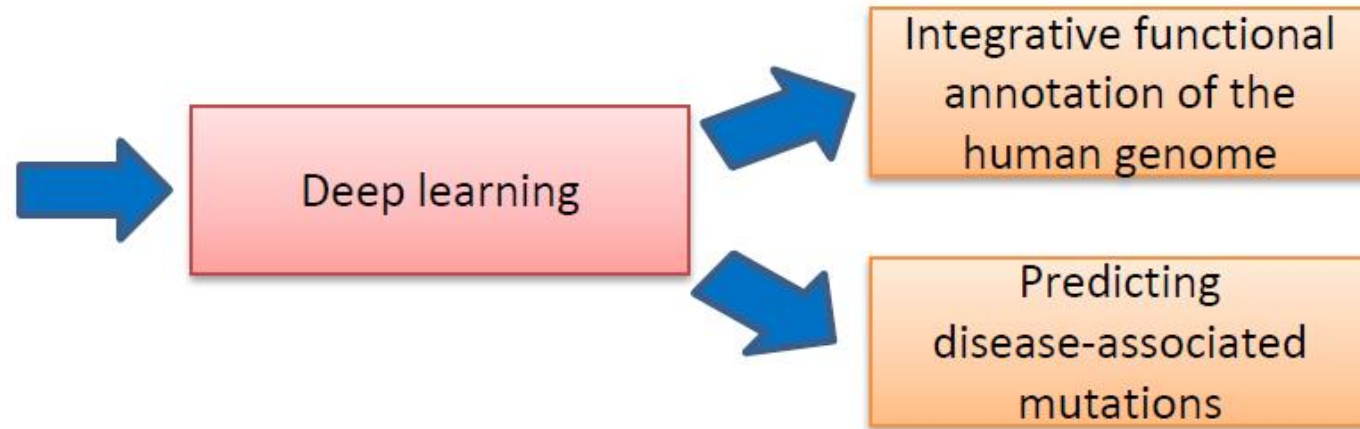 Deep learning
Integrative functional
annotation of the
human genome
Predicting
disease-associated
mutations